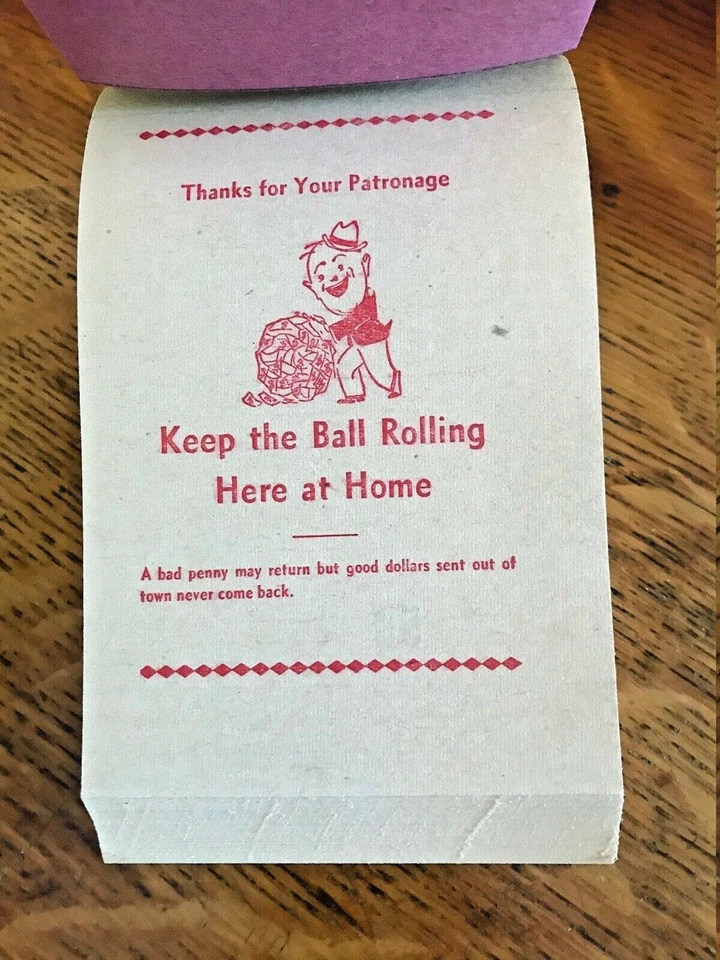 Thanks for Your Patronage
Keep the Ball Rolling
Here at Home
A bad penny may return but good dollars sent out of
town never come back.